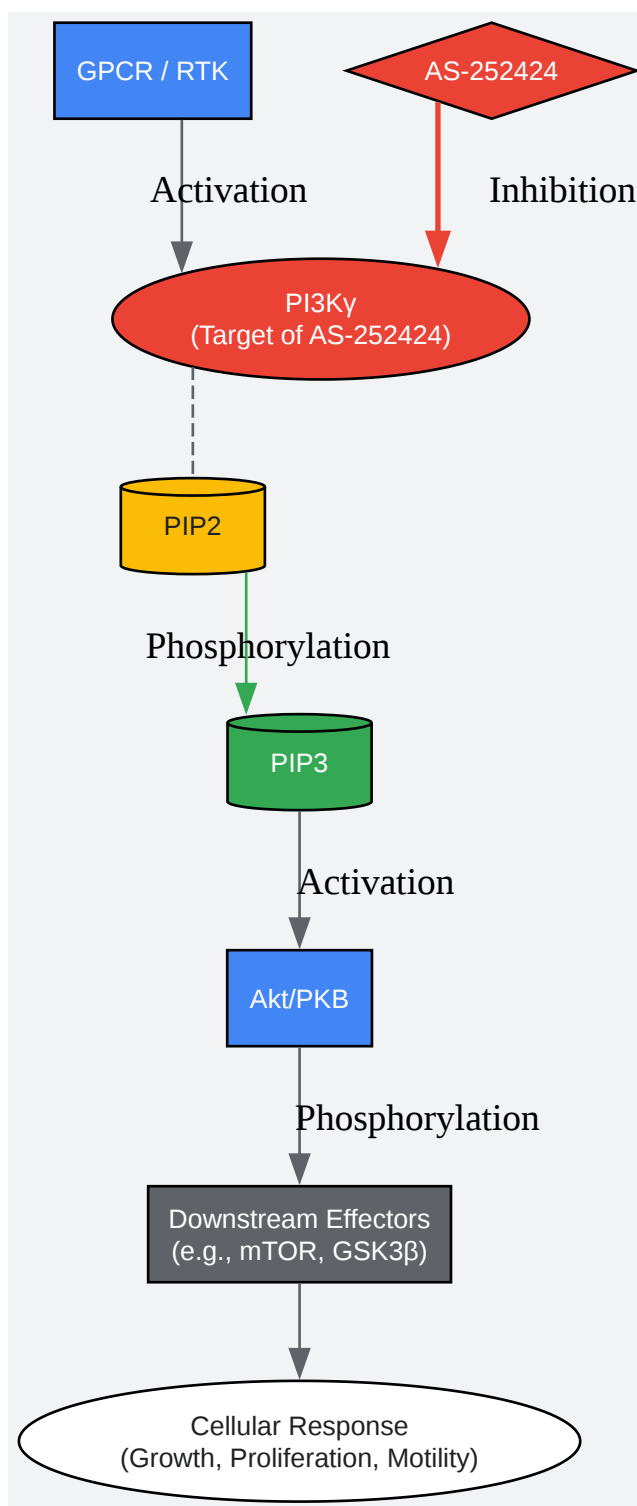 GPCR / RTK
AS-252424
Activation
Inhibition
PI3Kγ
(Target of AS-252424)
PIP2
Phosphorylation
PIP3
Activation
Akt/PKB
Phosphorylation
Downstream Effectors
(e.g., mTOR, GSK3β)
Cellular Response
(Growth, Proliferation, Motility)